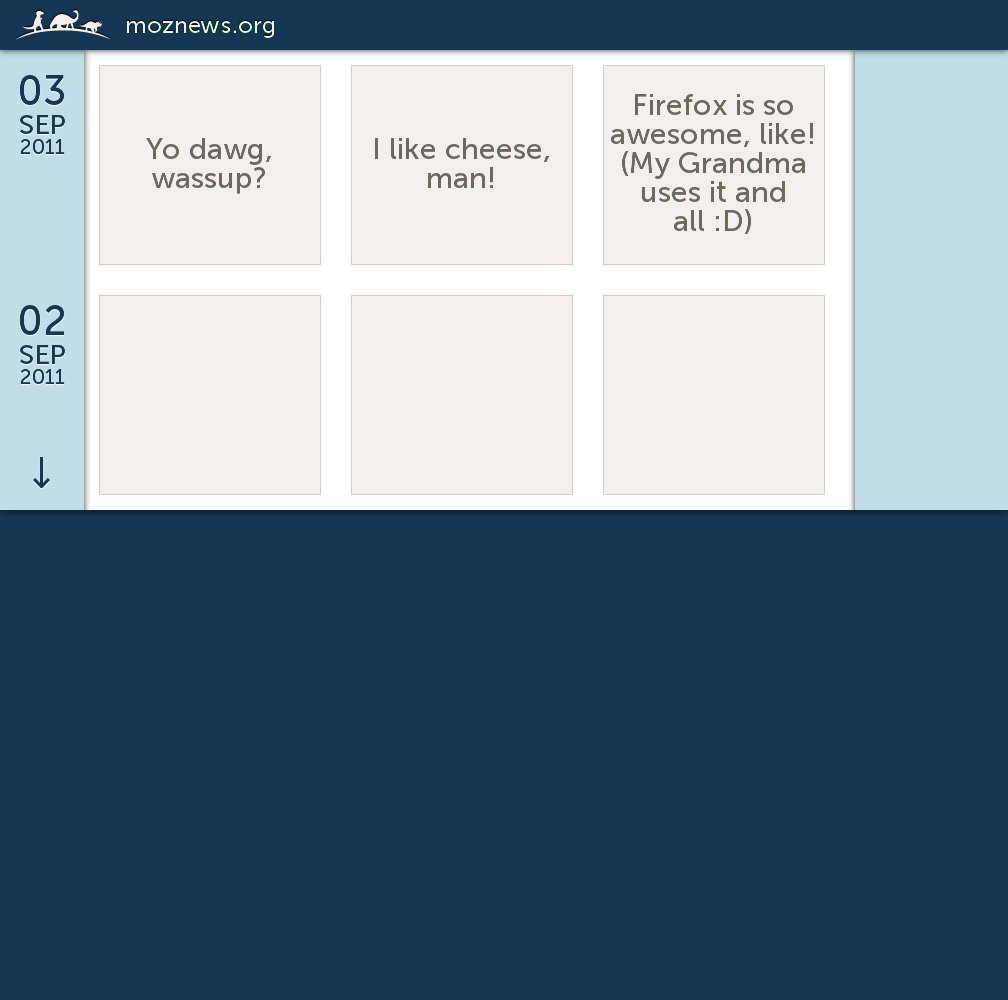 moznews.org
03
SEP
2011
Yo dawg,
wassup?
I like cheese,
man!
Firefox is so
awesome, like!
(My Grandma
uses it and
all :D)
02
SEP
2011
↓